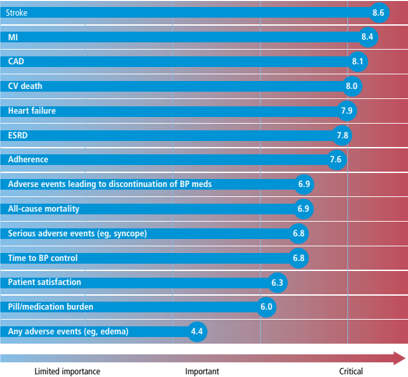 Stroke 8.6
MI 8.4
CAD 8.1
CV death 8.0
Heart failure 7.9
ESRD 7.8
Adherence 7.6
Adverse events leading to discontinuation of BP meds 6.9
All-cause mortality 6.9
Serious adverse events (eg, syncope) 6.8
Time to BP control 6.8
Patient satisfaction 6.3
Pill/medication burden 6.0
Any adverse events (eg, edema) 4.4
Limited importance Important Critical